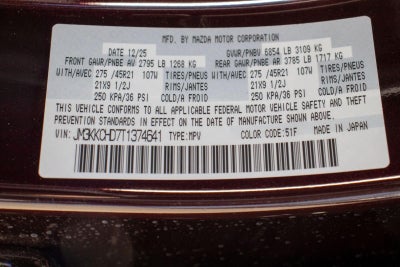 MFD. BY MAZDA MOTOR CORPORATION
DATE 12/25 GVWR/PNBV 6854 LB 3109 KG
FRONT GAWR/PNBE AV 2795 LB 1268 KG REAR GAWR/PNBE AR 3785 LB 1717 KG
WITH/AVEC 275 /45R21 107W TIRES/PNEUS WITH/AVEC 275 /45R21 107W TIRES/PNEUS
21X9 1/2J RIMS/JANTES 21X9 1/2J RIMS/JANTES
250 KPA/36 PSI COLD/A FROID 250 KPA/36 PSI COLD/A FROID
THIS VEHICLE CONFORMS TO ALL APPLICABLE FEDERAL MOTOR VEHICLE SAFETY, BUMPER, AND THEFT
PREVENTION STANDARDS IN EFFECT ON THE DATE OF MANUFACTURE SHOWN ABOVE.
VIN: JM3KKCHD7T1374641 TYPE:MPV COLOR CODE:51F MADE IN JAPAN